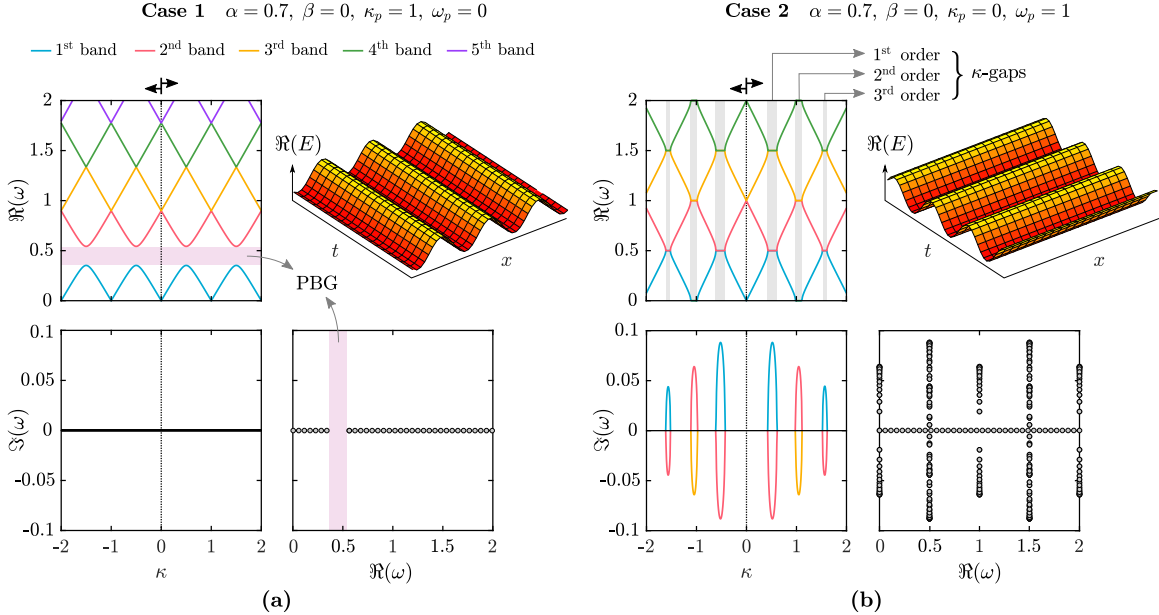 Case 1 α = 0.7, β = 0, κₚ = 1, ωₚ = 0
1ˢᵗ band 2ⁿᵈ band 3ʳᵈ band 4ᵗʰ band 5ᵗʰ band
2
1.5
1
0.5
0
ℜ(ω)
ℜ(E)
t
x
PBG
0.1
0.05
0
-0.05
-0.1
ℑ(ω)
-2 -1 0 1 2
κ
0 0.5 1 1.5 2
ℜ(ω)
(a)
Case 2 α = 0.7, β = 0, κₚ = 0, ωₚ = 1
1ˢᵗ order
2ⁿᵈ order
3ʳᵈ order
κ-gaps
2
1.5
1
0.5
0
ℜ(ω)
ℜ(E)
t
x
0.1
0.05
0
-0.05
-0.1
ℑ(ω)
-2 -1 0 1 2
κ
0 0.5 1 1.5 2
ℜ(ω)
(b)